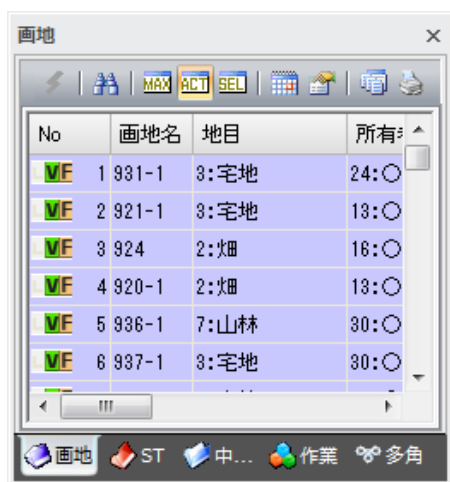 画地
MAX ACT SEL
No 画地名 地目 所有
VF 1 931-1 3:宅地 24:○
VF 2 921-1 3:宅地 13:○
VF 3 924 2:畑 16:○
VF 4 920-1 2:畑 13:○
VF 5 936-1 7:山林 30:○
VF 6 937-1 3:宅地 30:○
画地 ST 中... 作業 多角